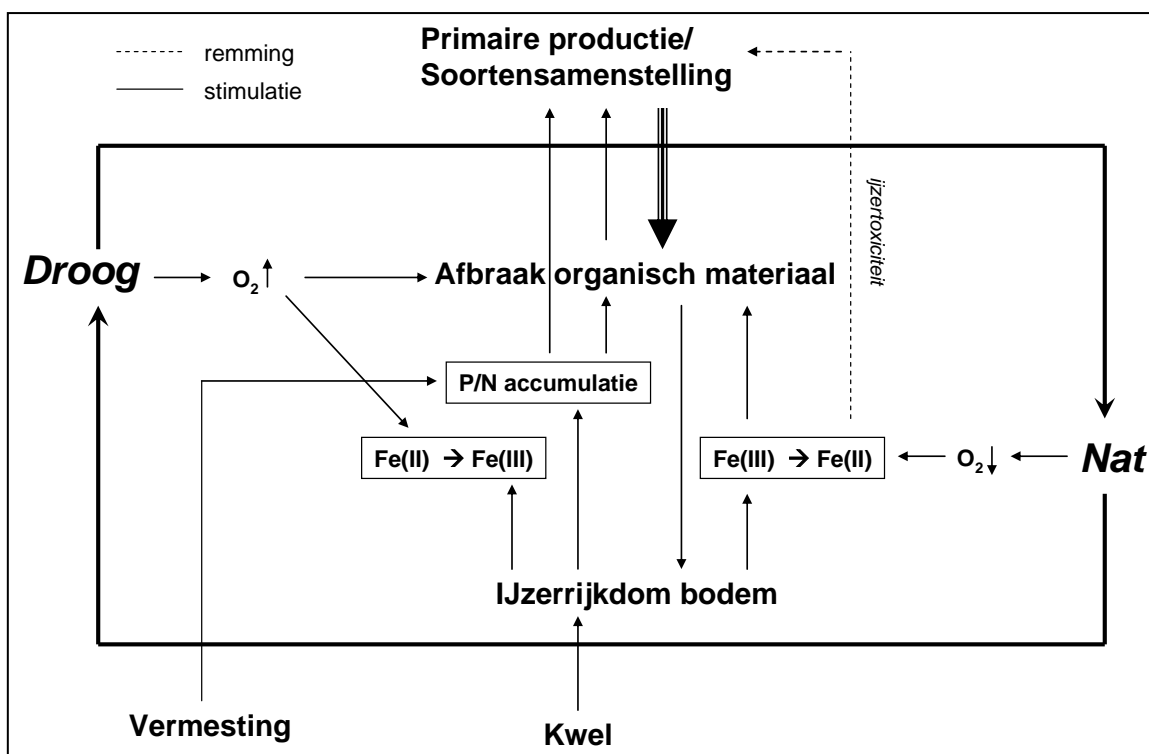 remming
stimulatie
Primaire productie/
Soortensamenstelling
ijzertoxiciteit
Droog
O₂
Afbraak organisch materiaal
P/N accumulatie
Fe(II) → Fe(III)
Fe(III) → Fe(II)
O₂
Nat
IJzerrijkdom bodem
Vermesting
Kwel